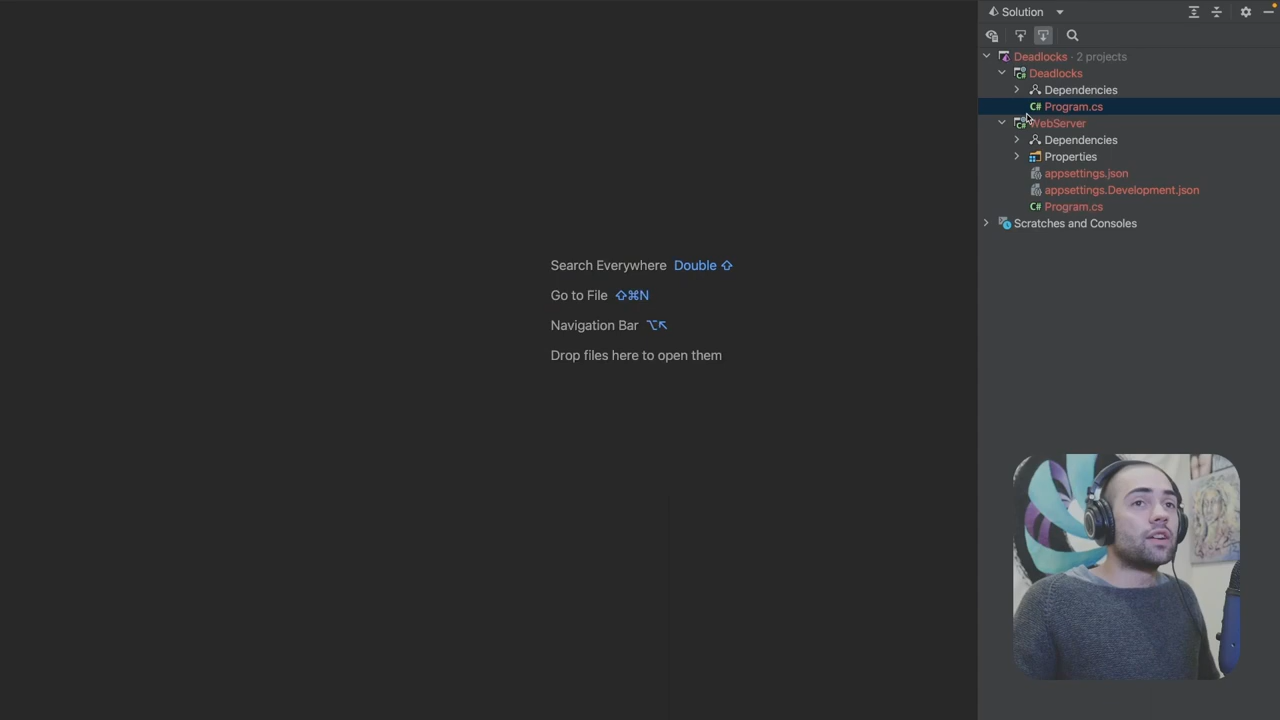 Solution
Deadlocks · 2 projects
Deadlocks
Dependencies
C# Program.cs
WebServer
Dependencies
Properties
appsettings.json
appsettings.Development.json
C# Program.cs
Scratches and Consoles
Search Everywhere Double ⇧
Go to File ⇧⌘N
Navigation Bar ⌥↖
Drop files here to open them